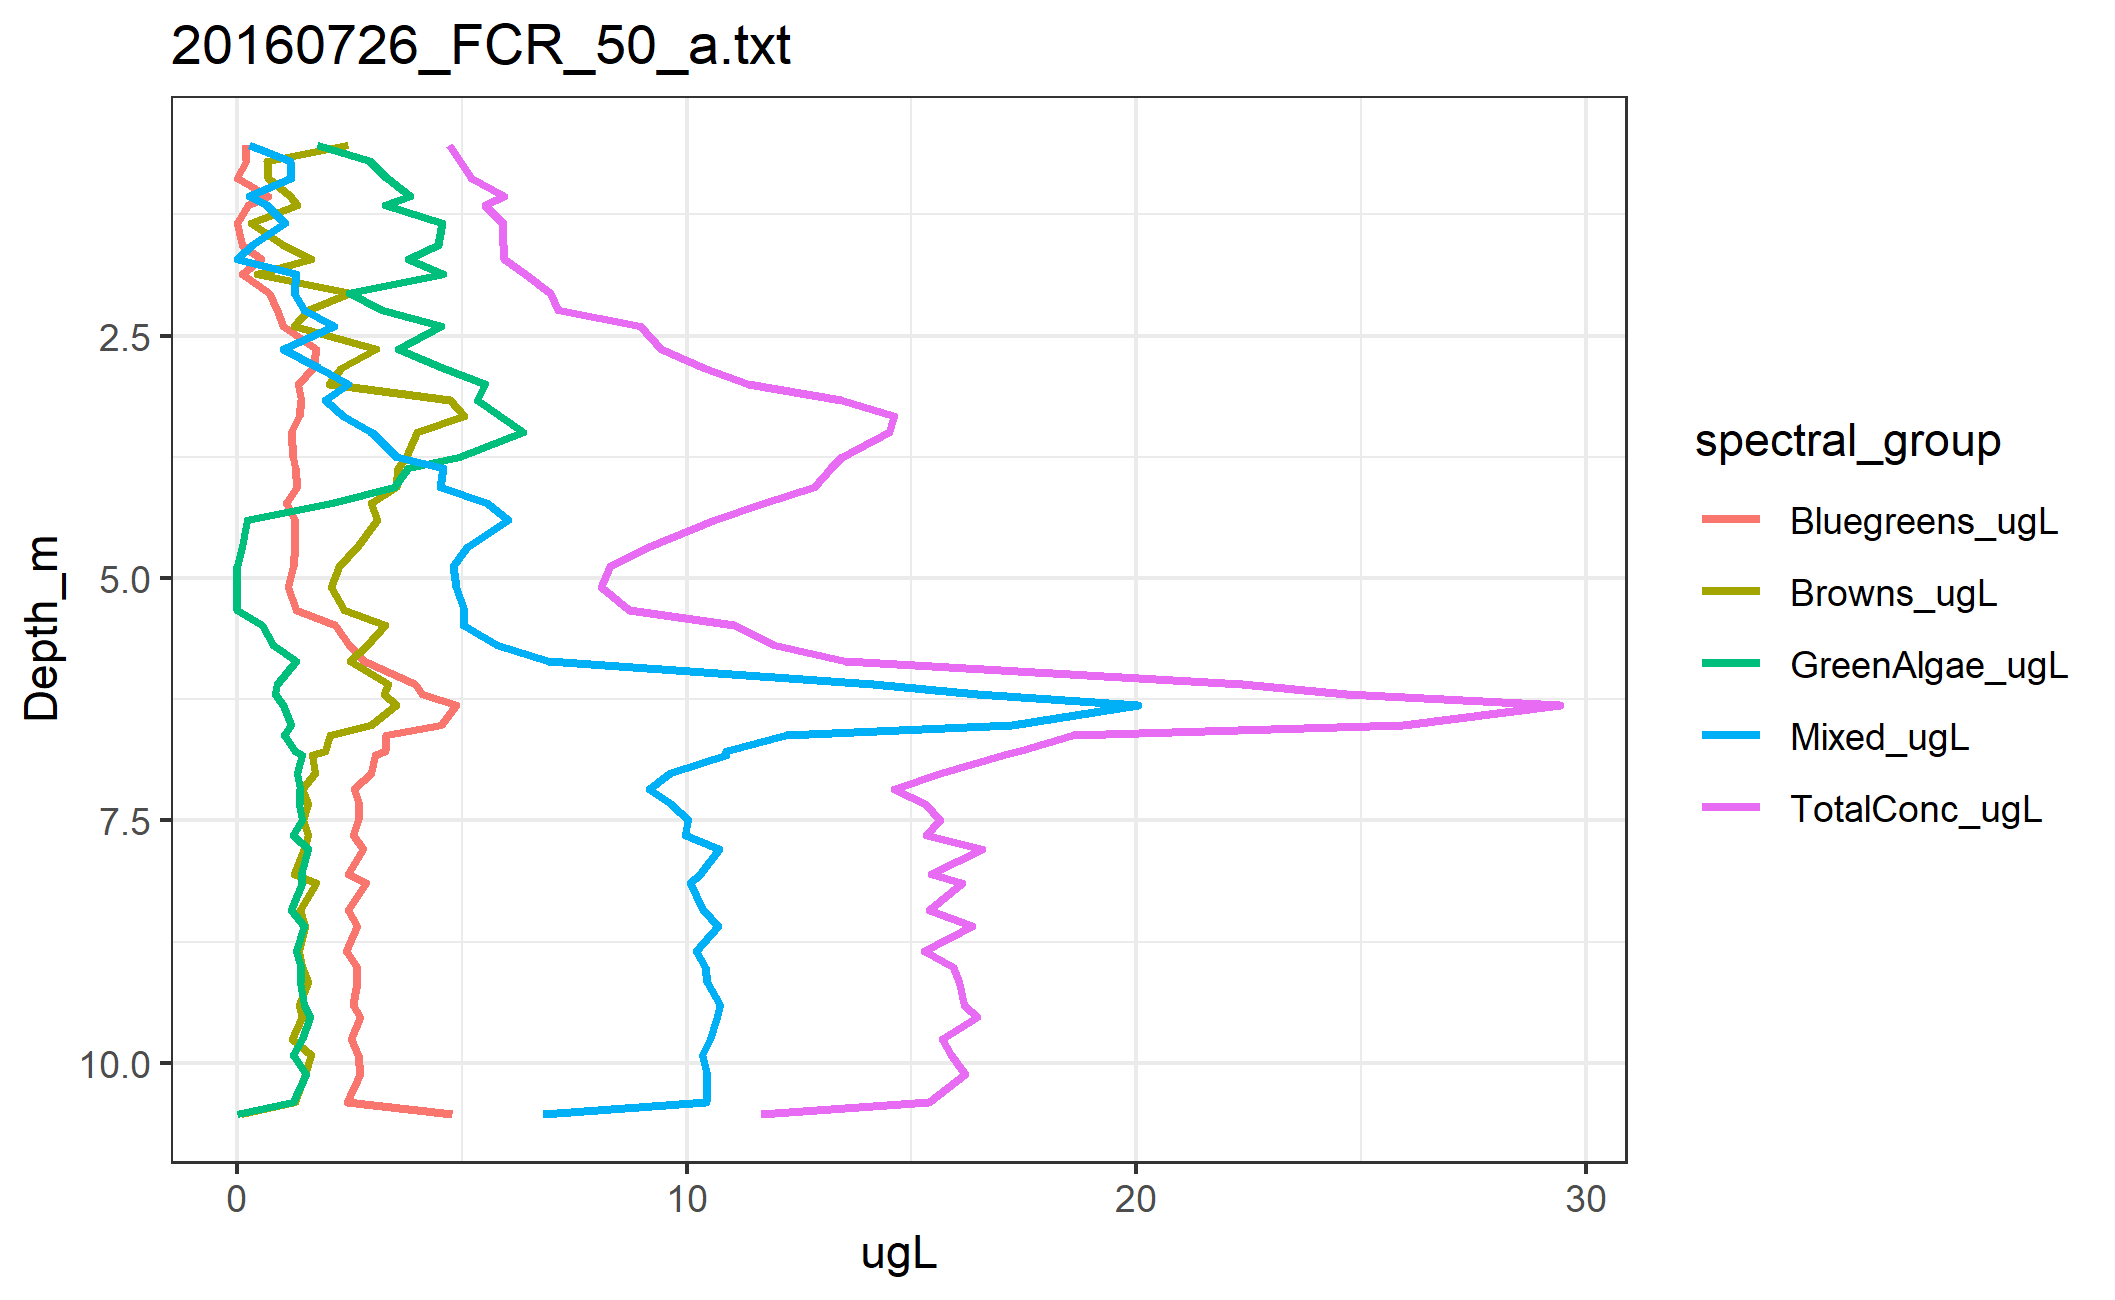 20160726_FCR_50_a.txt
Depth_m
2.5
5.0
7.5
10.0
0 10 20 30
ugL
spectral_group
Bluegreens_ugL
Browns_ugL
GreenAlgae_ugL
Mixed_ugL
TotalConc_ugL